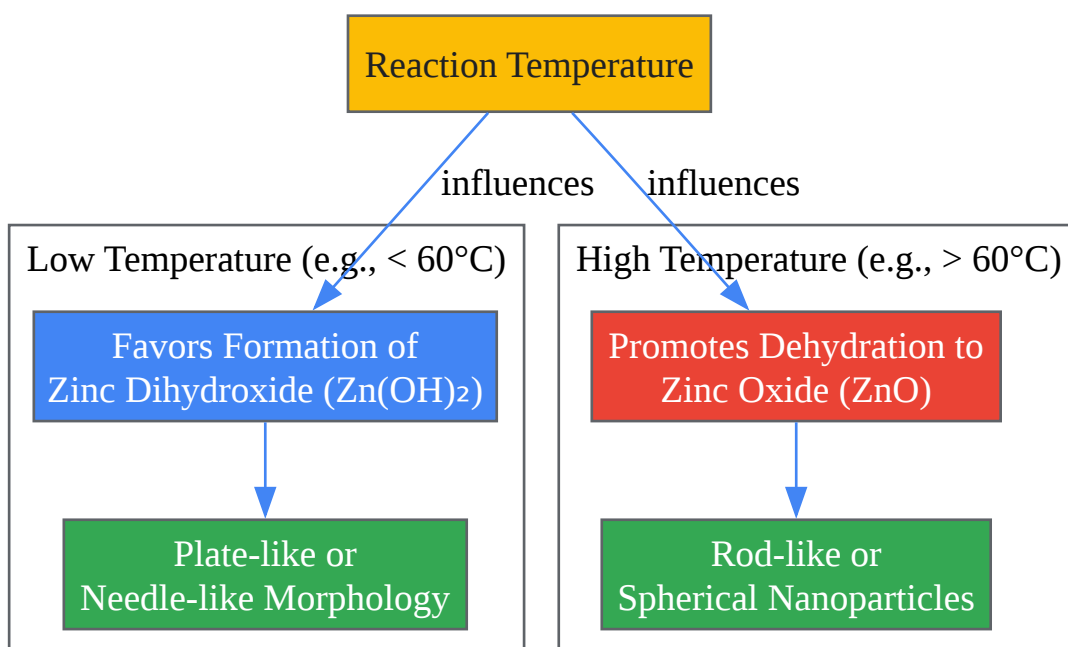 Reaction Temperature
influences
influences
Low Temperature (e.g., < 60°C)
Favors Formation of
Zinc Dihydroxide (Zn(OH)₂)
Plate-like or
Needle-like Morphology
High Temperature (e.g., > 60°C)
Promotes Dehydration to
Zinc Oxide (ZnO)
Rod-like or
Spherical Nanoparticles